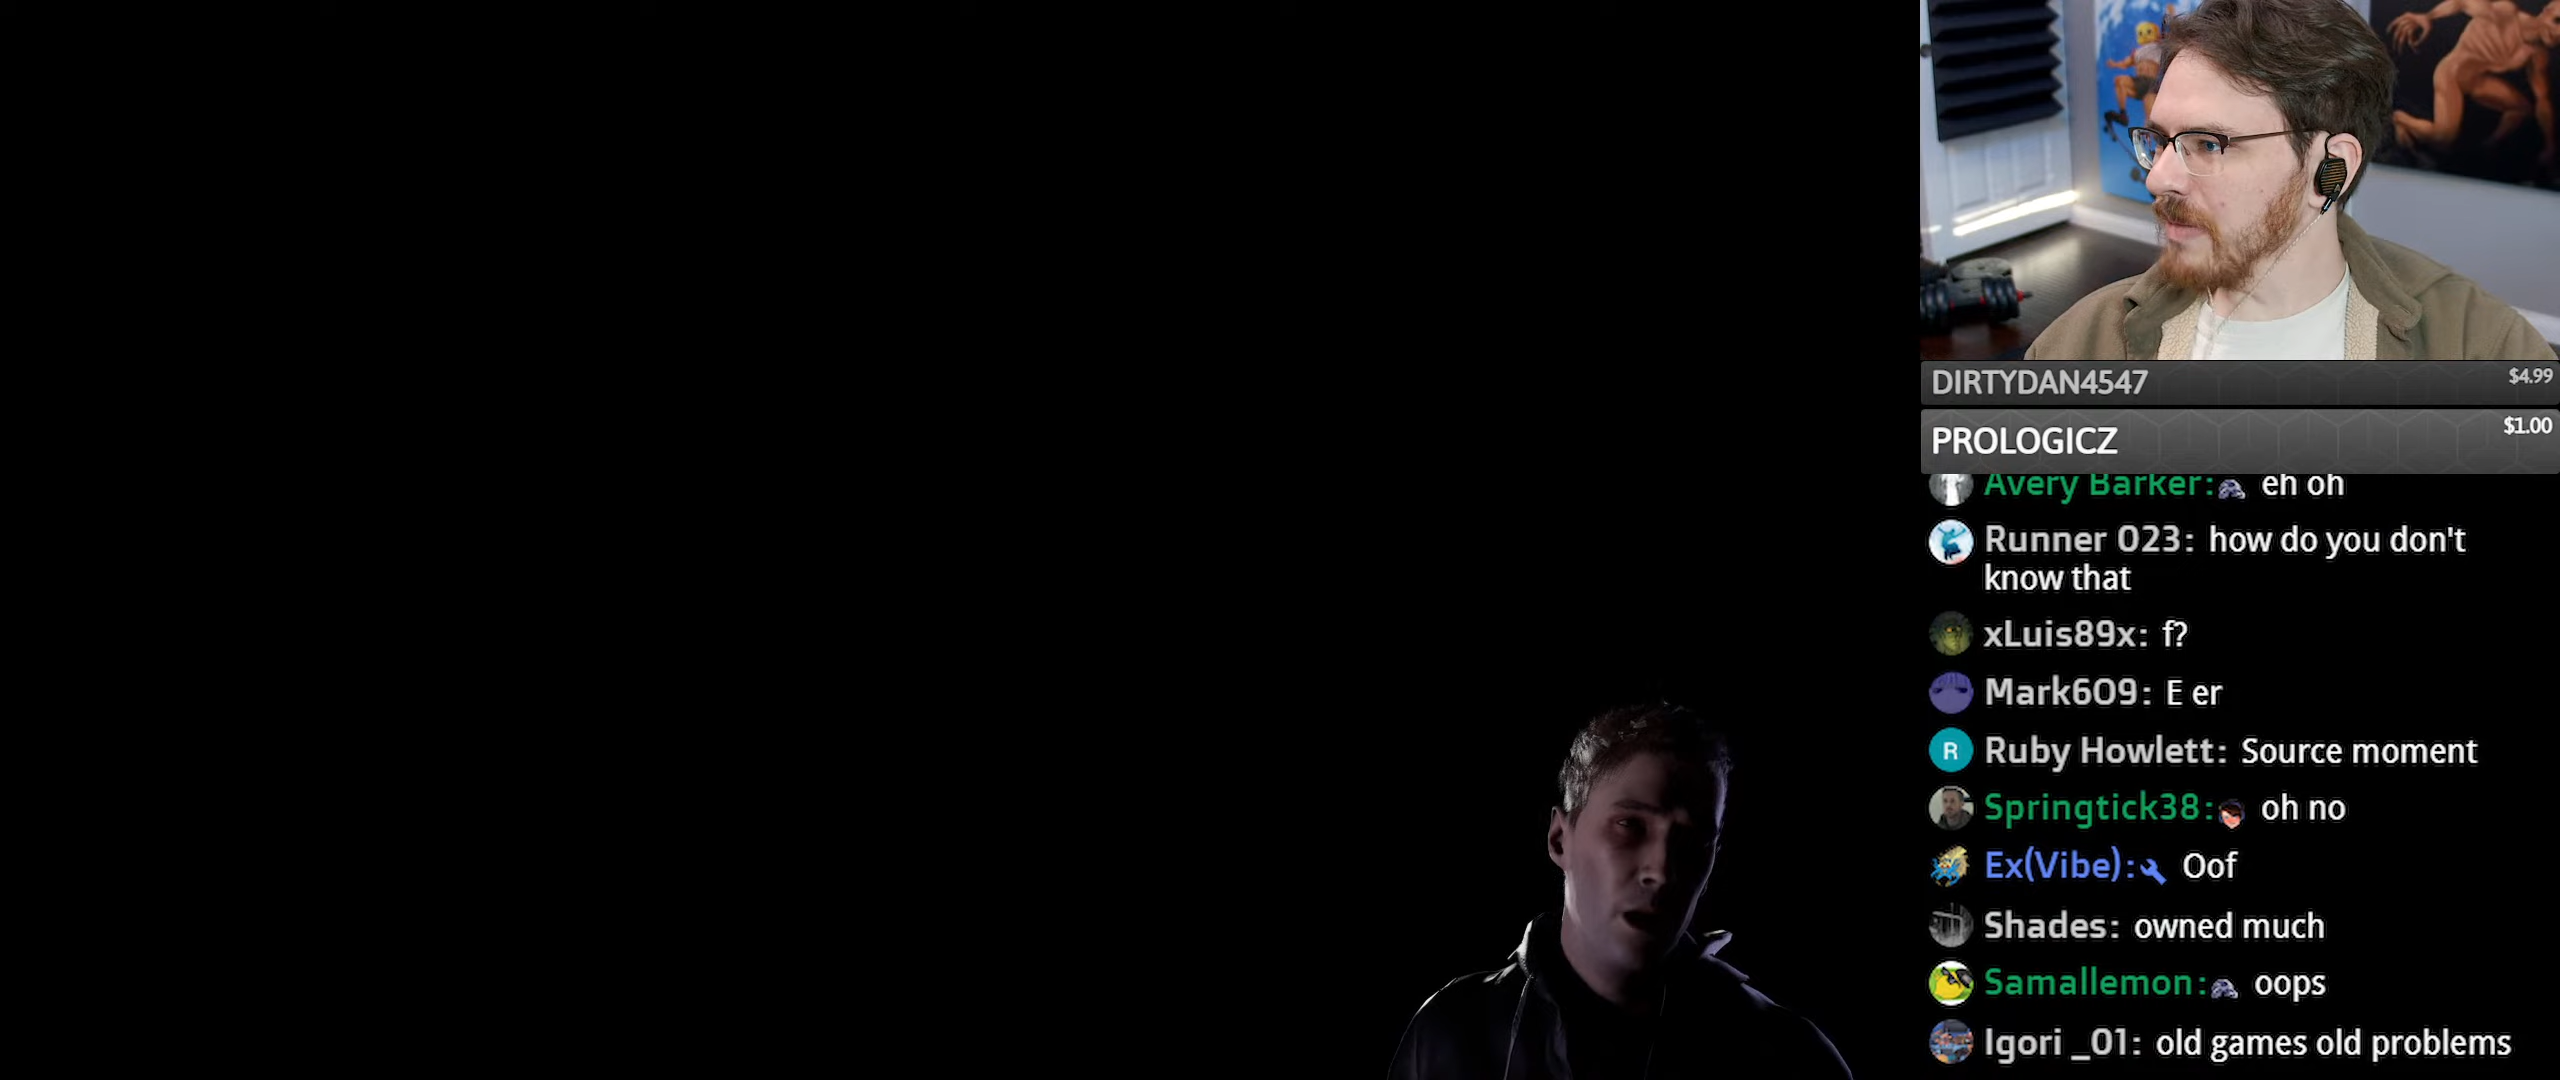 DIRTYDAN4547 $4.99
PROLOGICZ $1.00
Avery Barker: eh oh
Runner 023: how do you don't
know that
xLuis89x: f?
Mark609: E er
R Ruby Howlett: Source moment
Springtick38: oh no
Ex(Vibe): Oof
Shades: owned much
Samallemon: oops
Igori _01: old games old problems